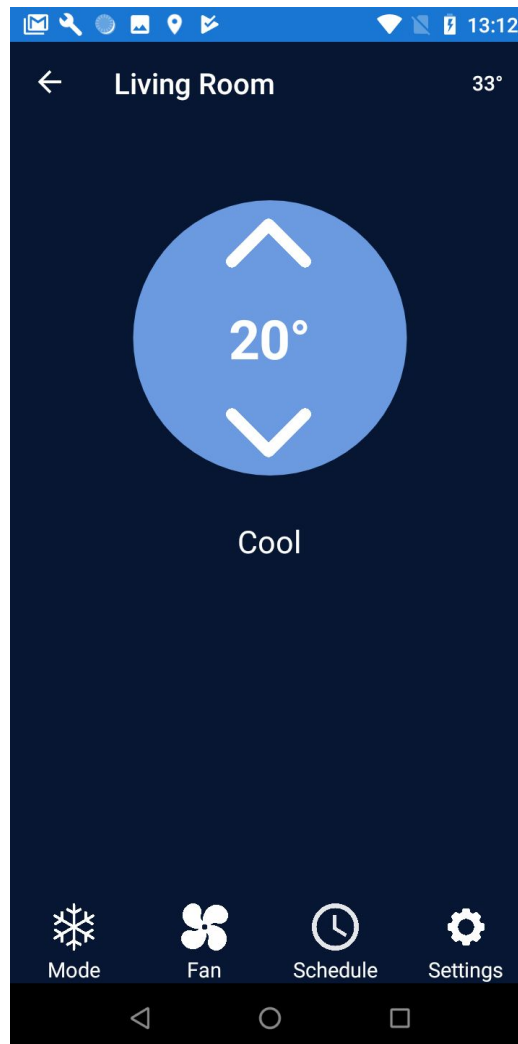 13:12
Living Room
33°
20°
Cool
Mode
Fan
Schedule
Settings